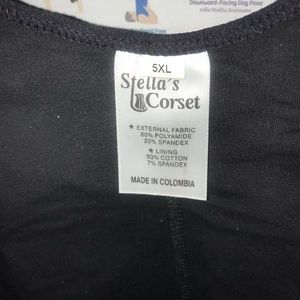 Downward-Facing Dog Pose
5XL
Stella's
Corset
★ EXTERNAL FABRIC
80% POLYAMIDE
20% SPANDEX
★ LINING
93% COTTON
7% SPANDEX
MADE IN COLOMBIA